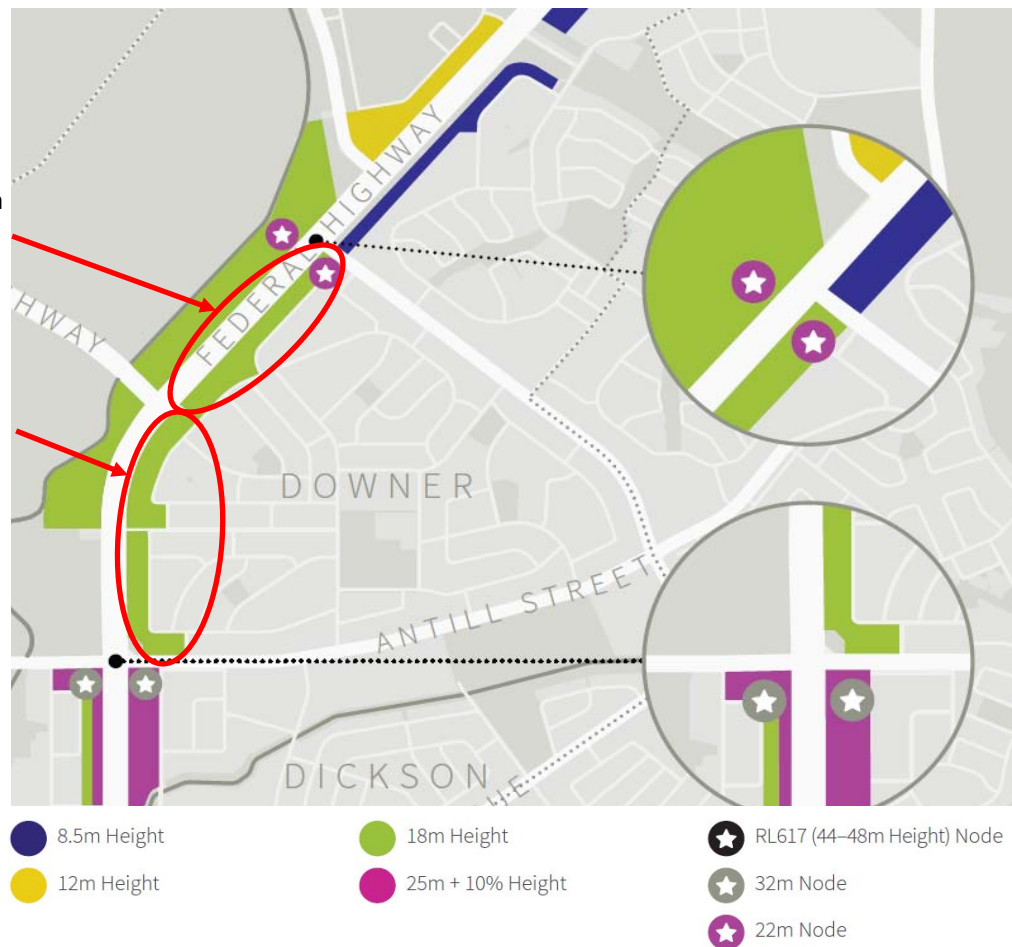 FEDERAL HIGHWAY
HWAY
DOWNER
ANTILL STREET
DICKSON
HE
8.5m Height
12m Height
18m Height
25m + 10% Height
RL617 (44–48m Height) Node
32m Node
22m Node